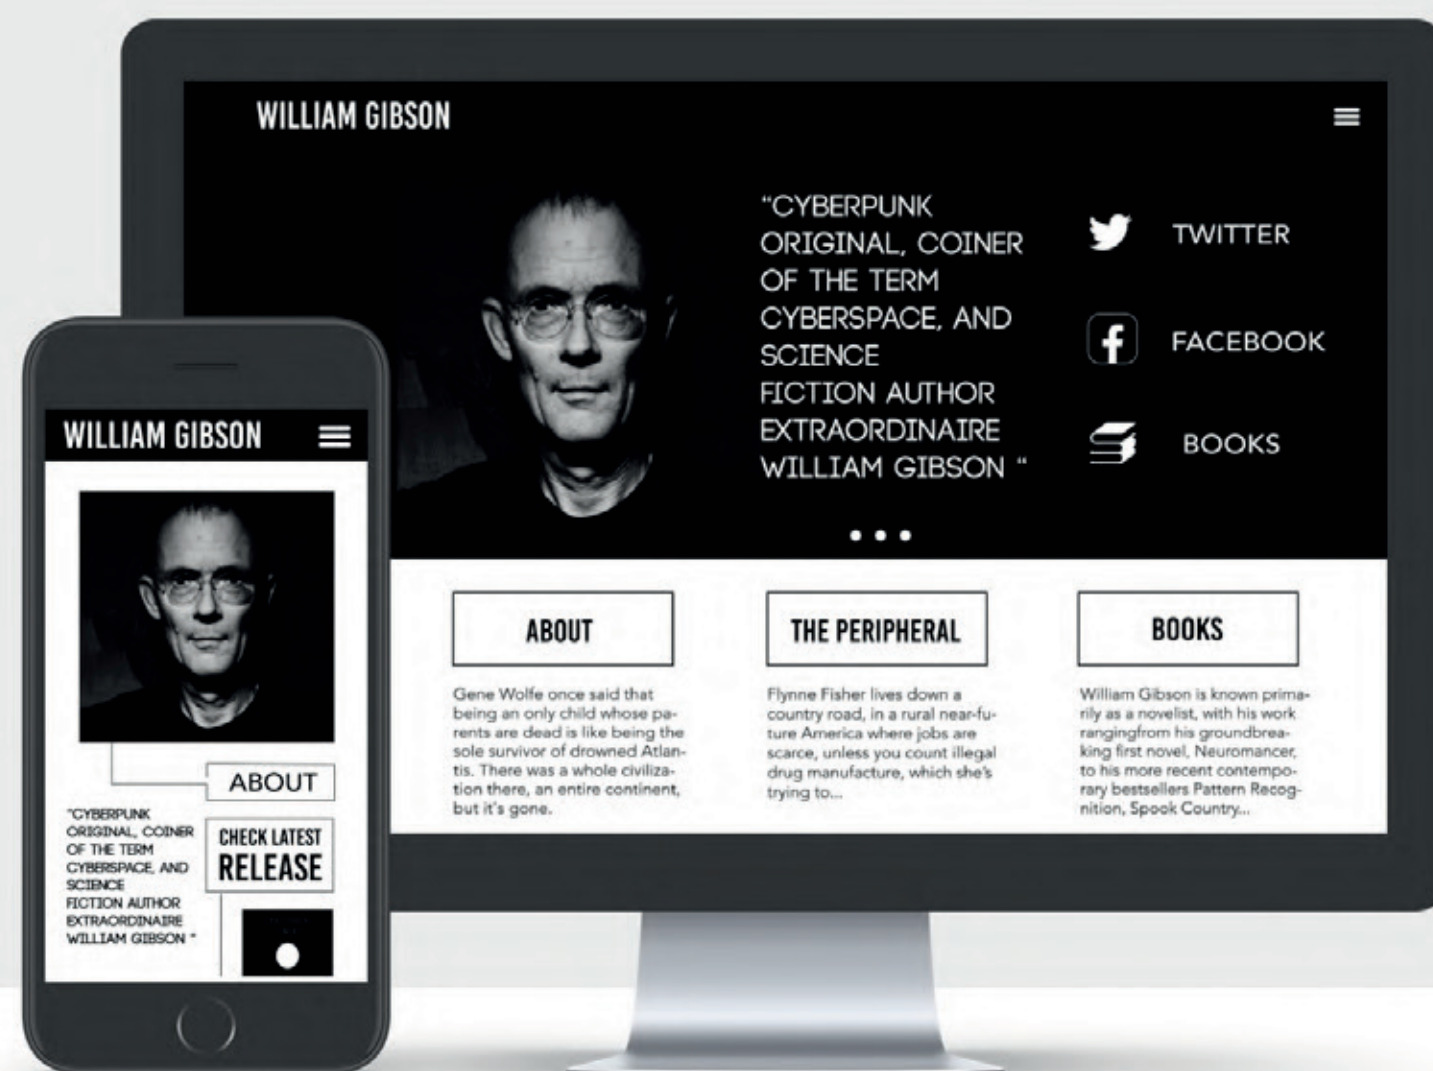 WILLIAM GIBSON
"CYBERPUNK
ORIGINAL, COINER
OF THE TERM
CYBERSPACE, AND
SCIENCE
FICTION AUTHOR
EXTRAORDINAIRE
WILLIAM GIBSON "
TWITTER
FACEBOOK
BOOKS
ABOUT
Gene Wolfe once said that
being an only child whose pa-
rents are dead is like being the
sole survivor of drowned Atlan-
tis. There was a whole civiliza-
tion there, an entire continent,
but it's gone.
THE PERIPHERAL
Flynne Fisher lives down a
country road, in a rural near-fu-
ture America where jobs are
scarce, unless you count illegal
drug manufacture, which she's
trying to...
BOOKS
William Gibson is known prima-
rily as a novelist, with his work
rangingfrom his groundbrea-
king first novel, Neuromancer,
to his more recent contempo-
rary bestsellers Pattern Recog-
nition, Spook Country...
WILLIAM GIBSON
ABOUT
"CYBERPUNK
ORIGINAL, COINER
OF THE TERM
CYBERSPACE, AND
SCIENCE
FICTION AUTHOR
EXTRAORDINAIRE
WILLIAM GIBSON "
CHECK LATEST
RELEASE